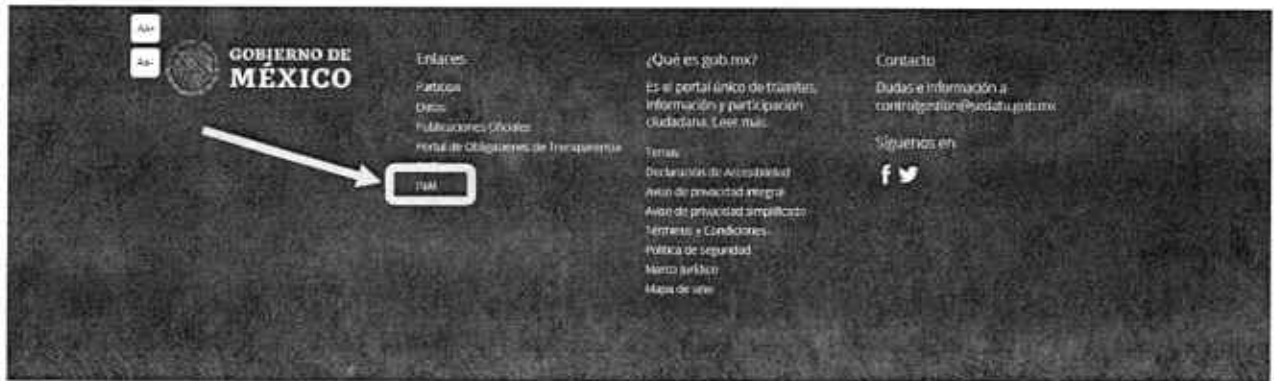 GOBIERNO DE
MÉXICO
Enlaces
Participa
Datos
Publicaciones Oficiales
Portal de Obligaciones de Transparencia
¿Qué es gob.mx?
Es el portal único de trámites,
información y participación
ciudadana. Leer más
Temas
Declaración de Accesibilidad
Aviso de privacidad integral
Aviso de privacidad simplificado
Términos y Condiciones
Política de seguridad
Marco jurídico
Mapa de sitio
Contacto
Dudas e información a
controlgestion@sedatu.gob.mx
Síguenos en